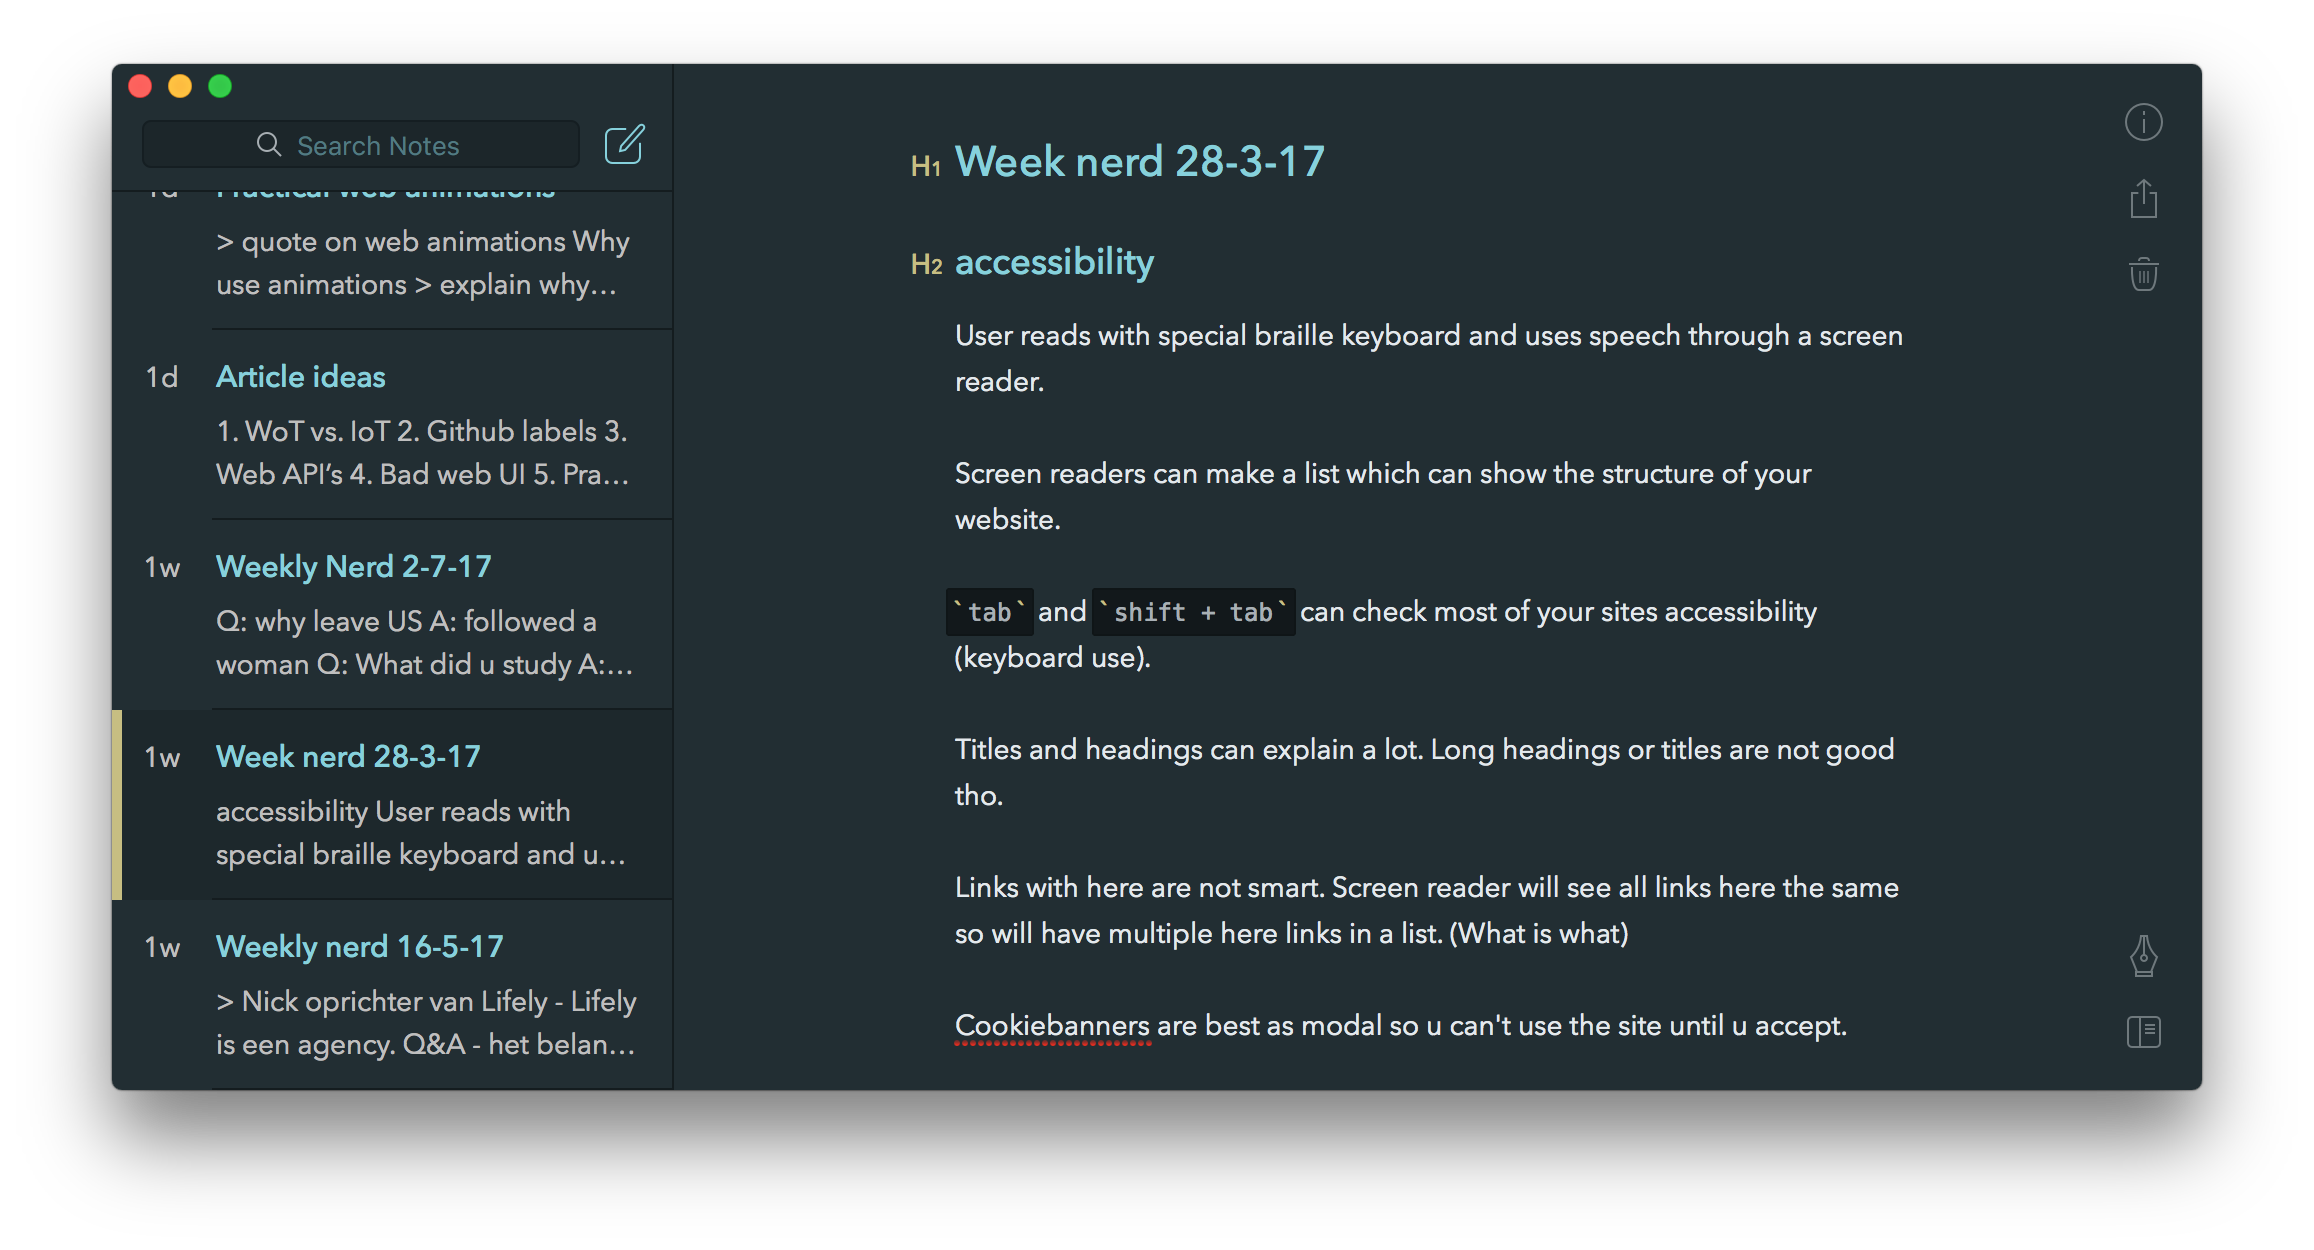 Search Notes
1d Practical web animations
> quote on web animations Why
use animations > explain why…
1d Article ideas
1. WoT vs. IoT 2. Github labels 3.
Web API’s 4. Bad web UI 5. Pra…
1w Weekly Nerd 2-7-17
Q: why leave US A: followed a
woman Q: What did u study A:…
1w Week nerd 28-3-17
accessibility User reads with
special braille keyboard and u…
1w Weekly nerd 16-5-17
> Nick oprichter van Lifely - Lifely
is een agency. Q&A - het belan…
H1 Week nerd 28-3-17
H2 accessibility
User reads with special braille keyboard and uses speech through a screen
reader.
Screen readers can make a list which can show the structure of your
website.
`tab` and `shift + tab` can check most of your sites accessibility
(keyboard use).
Titles and headings can explain a lot. Long headings or titles are not good
tho.
Links with here are not smart. Screen reader will see all links here the same
so will have multiple here links in a list. (What is what)
Cookiebanners are best as modal so u can't use the site until u accept.